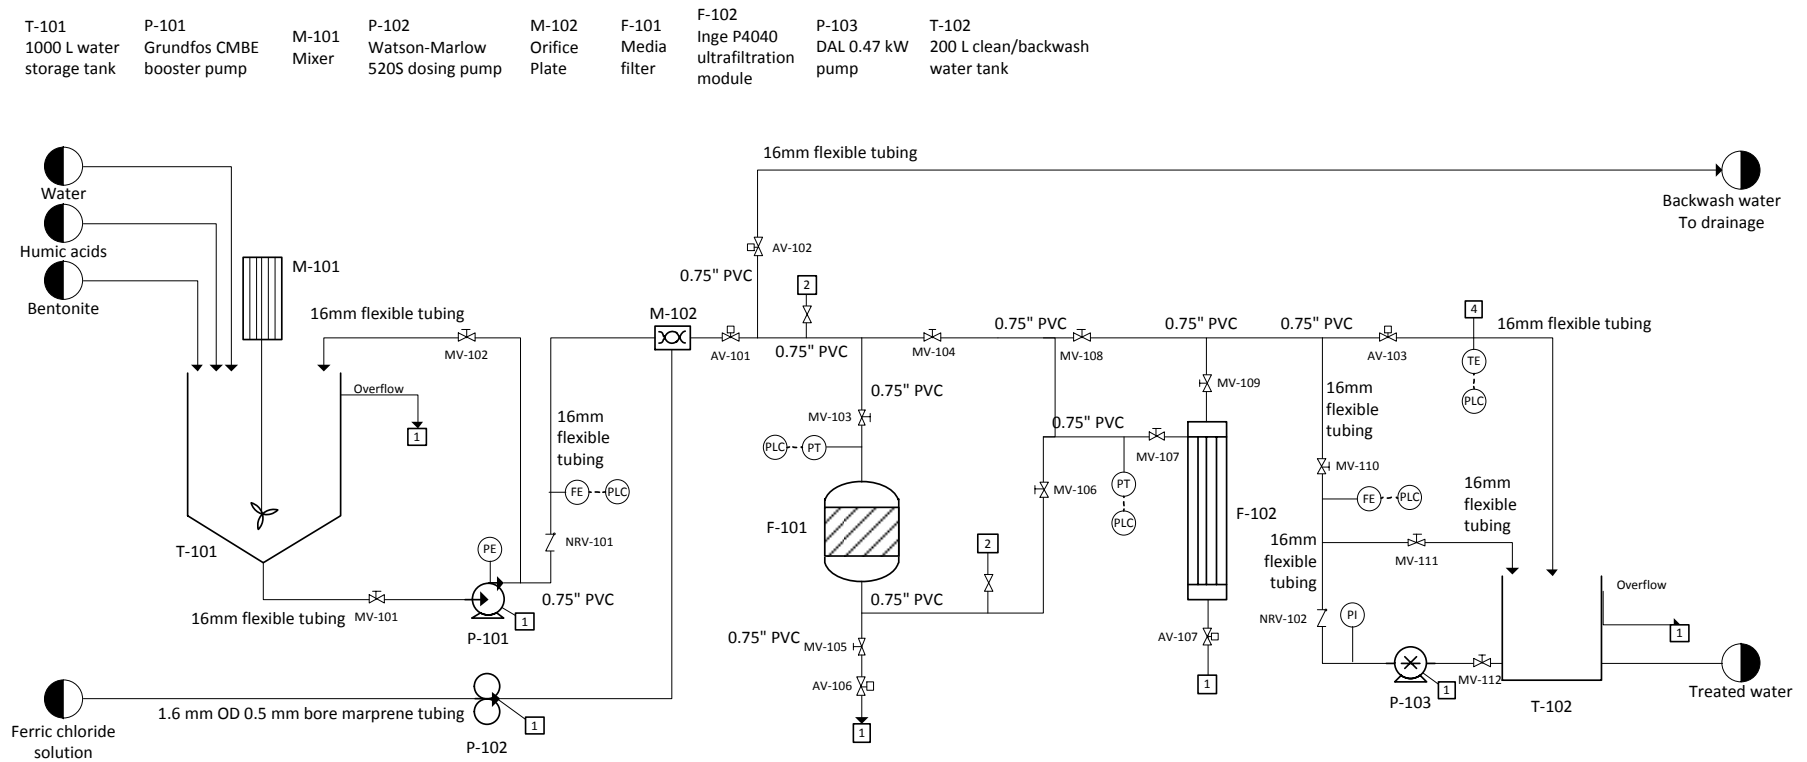 T-101
1000 L water
storage tank
P-101
Grundfos CMBE
booster pump
M-101
Mixer
P-102
Watson-Marlow
520S dosing pump
M-102
Orifice
Plate
F-101
Media
filter
F-102
Inge P4040
ultrafiltration
module
P-103
DAL 0.47 kW
pump
T-102
200 L clean/backwash
water tank
16mm flexible tubing
Water
Backwash water
To drainage
Humic acids
AV-102
M-101
0.75" PVC
Bentonite
2
4
16mm flexible tubing
M-102
0.75" PVC
0.75" PVC
16mm flexible tubing
MV-102
AV-101
0.75" PVC
MV-104
MV-108
AV-103
TE
PLC
Overflow
1
0.75" PVC
MV-109
16mm
flexible
tubing
16mm
flexible
tubing
MV-103
0.75" PVC
PLC
PT
MV-107
MV-110
FE
PLC
MV-106
PT
PLC
FE
PLC
16mm
flexible
tubing
F-101
F-102
T-101
NRV-101
PE
2
16mm
flexible
tubing
MV-111
Overflow
16mm flexible tubing
MV-101
0.75" PVC
0.75" PVC
P-101
1
0.75" PVC
MV-105
AV-107
NRV-102
PI
1
AV-106
1
1
P-103
1
MV-112
T-102
Treated water
Ferric chloride
solution
1.6 mm OD 0.5 mm bore marprene tubing
P-102
1